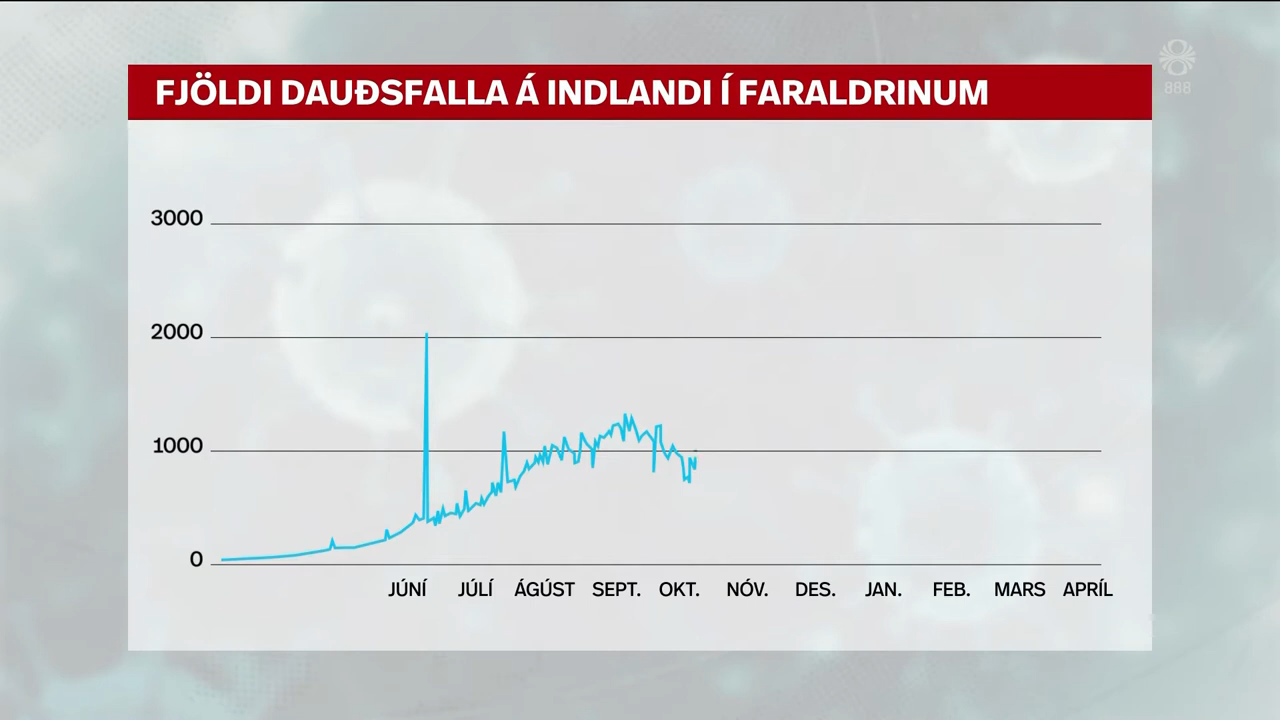 FJÖLDI DAUÐSFALLA Á INDLANDI Í FARALDRINUM
888
3000
2000
1000
0
JÚNÍ JÚLÍ ÁGÚST SEPT. OKT. NÓV. DES. JAN. FEB. MARS APRÍL